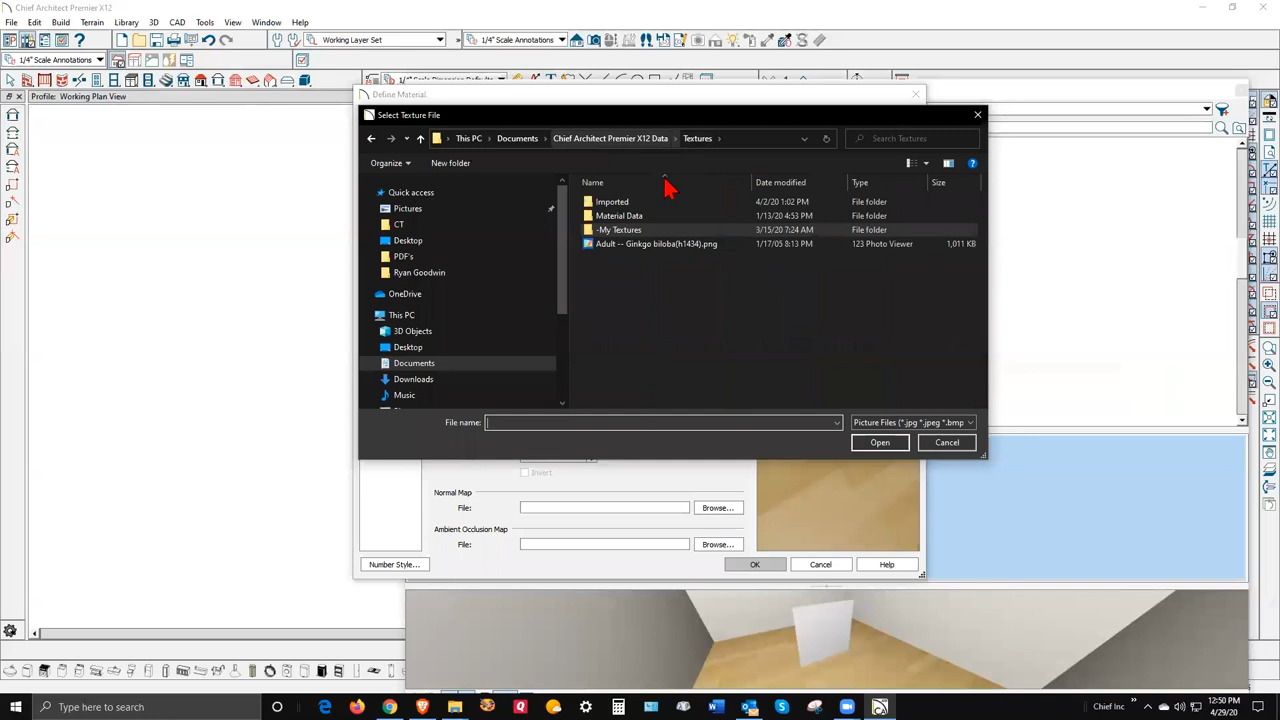 Chief Architect Premier X12
File Edit Build Terrain Library 3D CAD Tools View Window Help
Working Layer Set
1/4" Scale Annotations
1/4" Scale Annotations
1/4" Scale Dimension Defaults
Profile: Working Plan View
Define Material
Select Texture File
This PC > Documents > Chief Architect Premier X12 Data > Textures >
Search Textures
Organize
New folder
Name Date modified Type Size
Quick access
Pictures
CT
Desktop
PDF's
Ryan Goodwin
OneDrive
This PC
3D Objects
Desktop
Documents
Downloads
Music
Imported 4/2/20 1:02 PM File folder
Material Data 1/13/20 4:53 PM File folder
-My Textures 3/15/20 7:24 AM File folder
Adult -- Ginkgo biloba(h1434).png 1/17/05 8:13 PM 123 Photo Viewer 1,011 KB
File name:
Picture Files (*.jpg *.jpeg *.bmp
Open
Cancel
Invert
Normal Map
File:
Browse...
Ambient Occlusion Map
File:
Browse...
Number Style...
OK
Cancel
Help
Type here to search
Chief Inc
12:50 PM
4/29/20